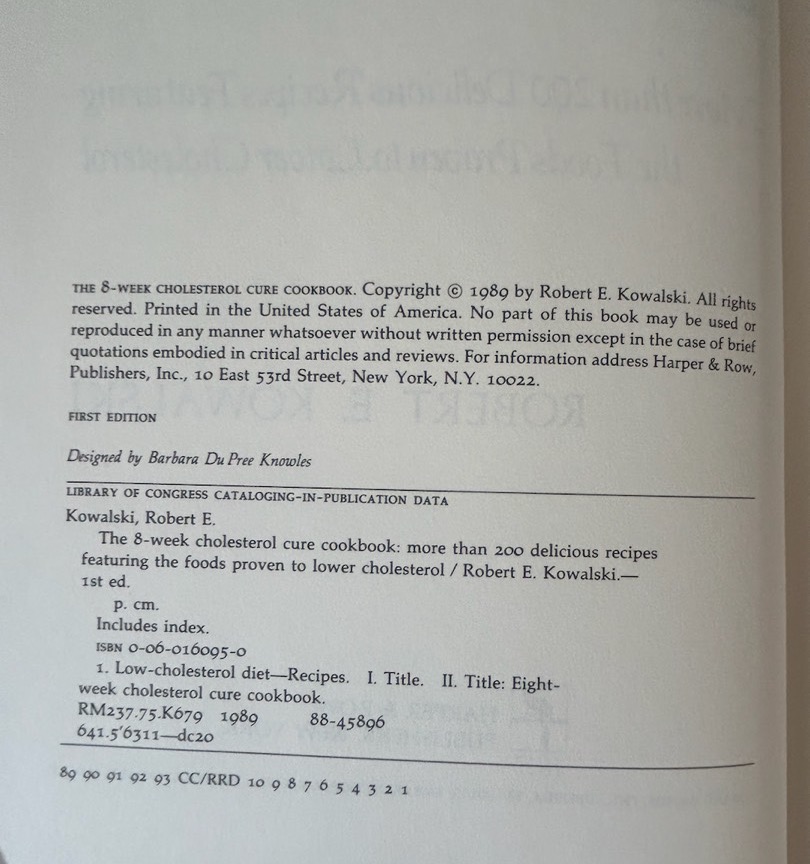 THE 8-WEEK CHOLESTEROL CURE COOKBOOK. Copyright © 1989 by Robert E. Kowalski. All rights
reserved. Printed in the United States of America. No part of this book may be used or
reproduced in any manner whatsoever without written permission except in the case of brief
quotations embodied in critical articles and reviews. For information address Harper & Row,
Publishers, Inc., 10 East 53rd Street, New York, N.Y. 10022.
FIRST EDITION
Designed by Barbara Du Pree Knowles
LIBRARY OF CONGRESS CATALOGING-IN-PUBLICATION DATA
Kowalski, Robert E.
The 8-week cholesterol cure cookbook: more than 200 delicious recipes
featuring the foods proven to lower cholesterol / Robert E. Kowalski.—
1st ed.
p. cm.
Includes index.
ISBN 0-06-016095-0
1. Low-cholesterol diet—Recipes. I. Title. II. Title: Eight-
week cholesterol cure cookbook.
RM237.75.K679 1989 88-45896
641.5'6311—dc20
89 90 91 92 93 CC/RRD 10 9 8 7 6 5 4 3 2 1